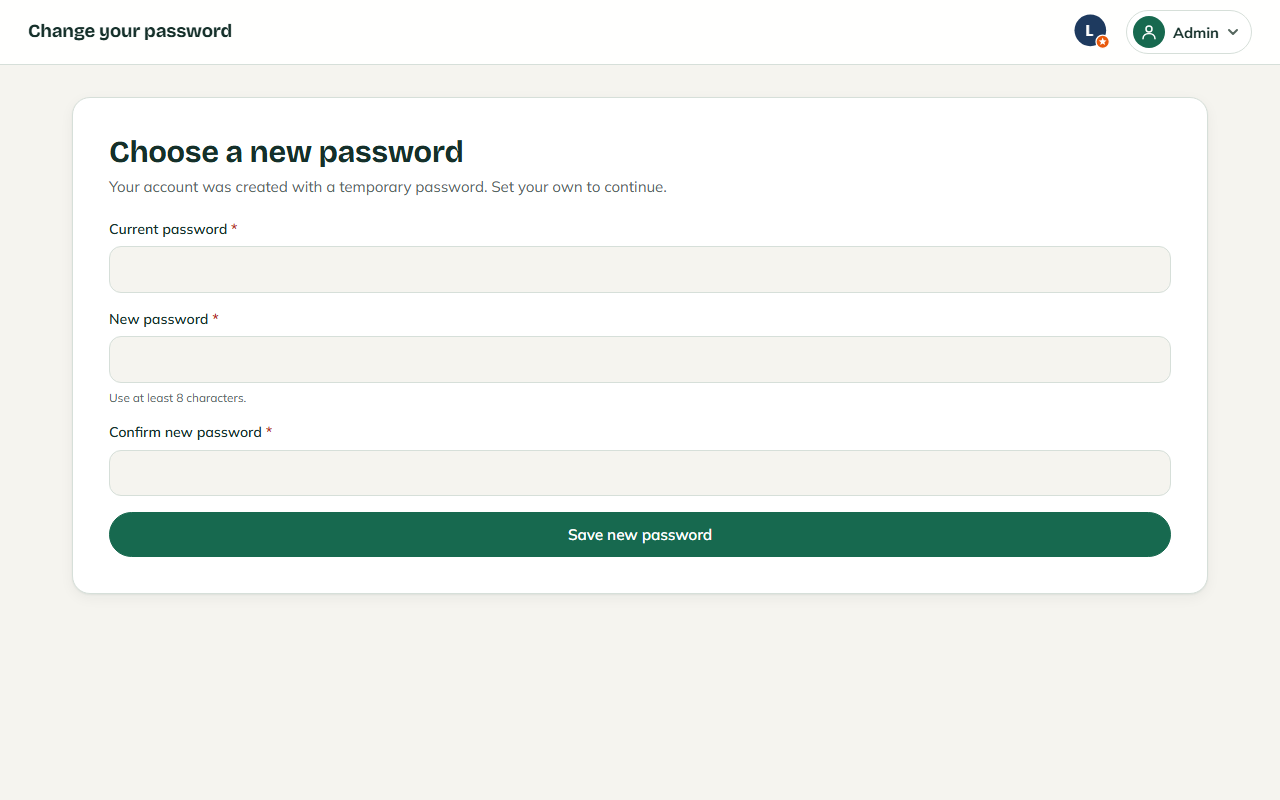 Change your password
L
Admin
Choose a new password
Your account was created with a temporary password. Set your own to continue.
Current password *
New password *
Use at least 8 characters.
Confirm new password *
Save new password